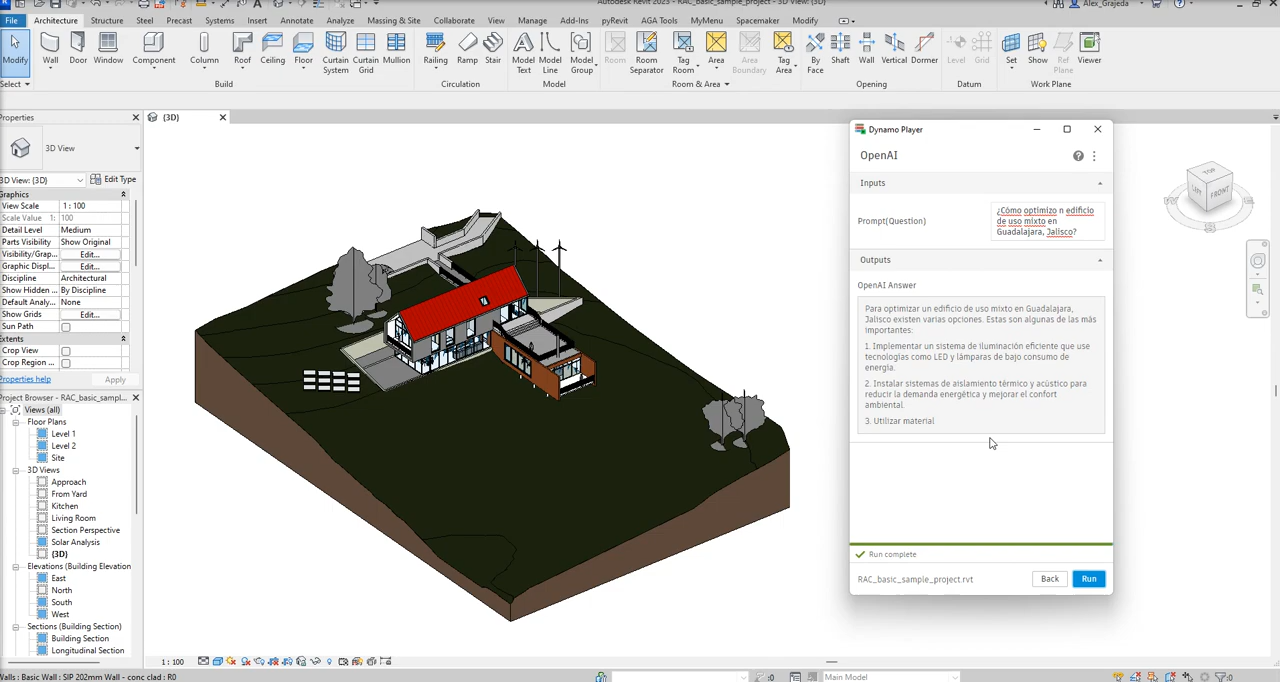 Autodesk Revit 2023 - RAC_basic_sample_project - 3D View: {3D}
Alex_Grajeda
File Architecture Structure Steel Precast Systems Insert Annotate Analyze Massing & Site Collaborate View Manage Add-Ins pyRevit AGA Tools MyMenu Spacemaker Modify
Modify Wall Door Window Component Column Roof Ceiling Floor Curtain System Curtain Grid Mullion Railing Ramp Stair Model Text Model Line Model Group Room Room Separator Tag Room Area Area Boundary Tag Area By Face Shaft Wall Vertical Dormer Level Grid Set Show Ref Plane Viewer
Select Build Circulation Model Room & Area Opening Datum Work Plane
Properties
{3D}
3D View
3D View: {3D} Edit Type
Graphics
View Scale 1 : 100
Scale Value 1: 100
Detail Level Medium
Parts Visibility Show Original
Visibility/Grap... Edit...
Graphic Displ... Edit...
Discipline Architectural
Show Hidden ... By Discipline
Default Analy... None
Show Grids Edit...
Sun Path
Extents
Crop View
Crop Region ...
Properties help Apply
Project Browser - RAC_basic_sampl...
Views (all)
Floor Plans
Level 1
Level 2
Site
3D Views
Approach
From Yard
Kitchen
Living Room
Section Perspective
Solar Analysis
{3D}
Elevations (Building Elevation
East
North
South
West
Sections (Building Section)
Building Section
Longitudinal Section
TOP
LEFT FRONT
Dynamo Player
OpenAI
Inputs
Prompt(Question)
¿Cómo optimizo n edificio
de uso mixto en
Guadalajara, Jalisco?
Outputs
OpenAI Answer
Para optimizar un edificio de uso mixto en Guadalajara,
Jalisco existen varias opciones. Estas son algunas de las más
importantes:
1. Implementar un sistema de iluminación eficiente que use
tecnologías como LED y lámparas de bajo consumo de
energía.
2. Instalar sistemas de aislamiento térmico y acústico para
reducir la demanda energética y mejorar el confort
ambiental.
3. Utilizar material
Run complete
RAC_basic_sample_project.rvt Back Run
1 : 100
Walls : Basic Wall : SIP 202mm Wall - conc clad : R0
:0
Main Model
:0